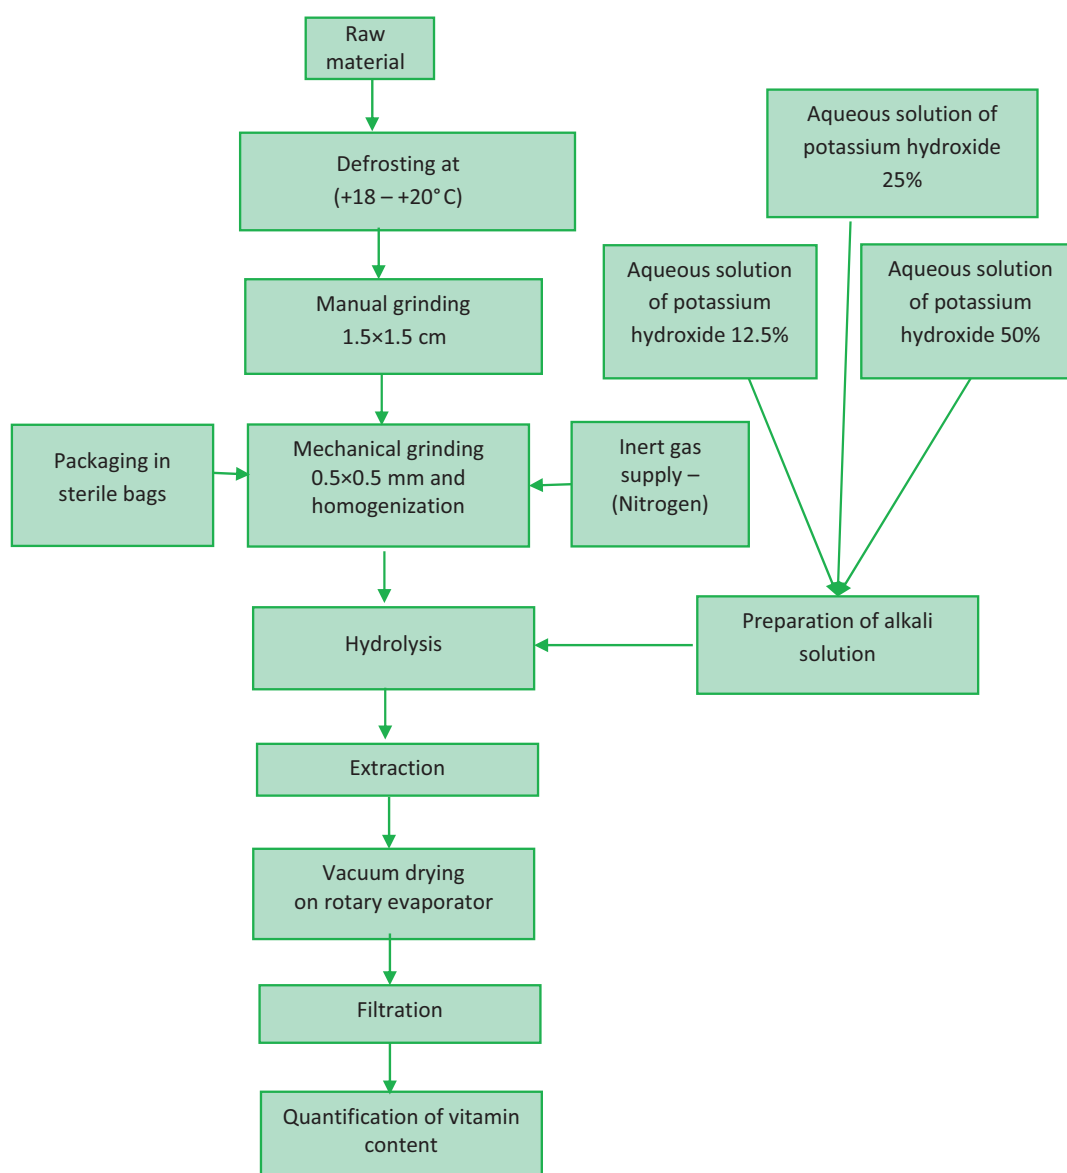 Raw
material
Aqueous solution of
potassium hydroxide
25%
Defrosting at
(+18 – +20°C)
Aqueous solution
of potassium
hydroxide 12.5%
Aqueous solution
of potassium
hydroxide 50%
Manual grinding
1.5×1.5 cm
Packaging in
sterile bags
Mechanical grinding
0.5×0.5 mm and
homogenization
Inert gas
supply –
(Nitrogen)
Hydrolysis
Preparation of alkali
solution
Extraction
Vacuum drying
on rotary evaporator
Filtration
Quantification of vitamin
content